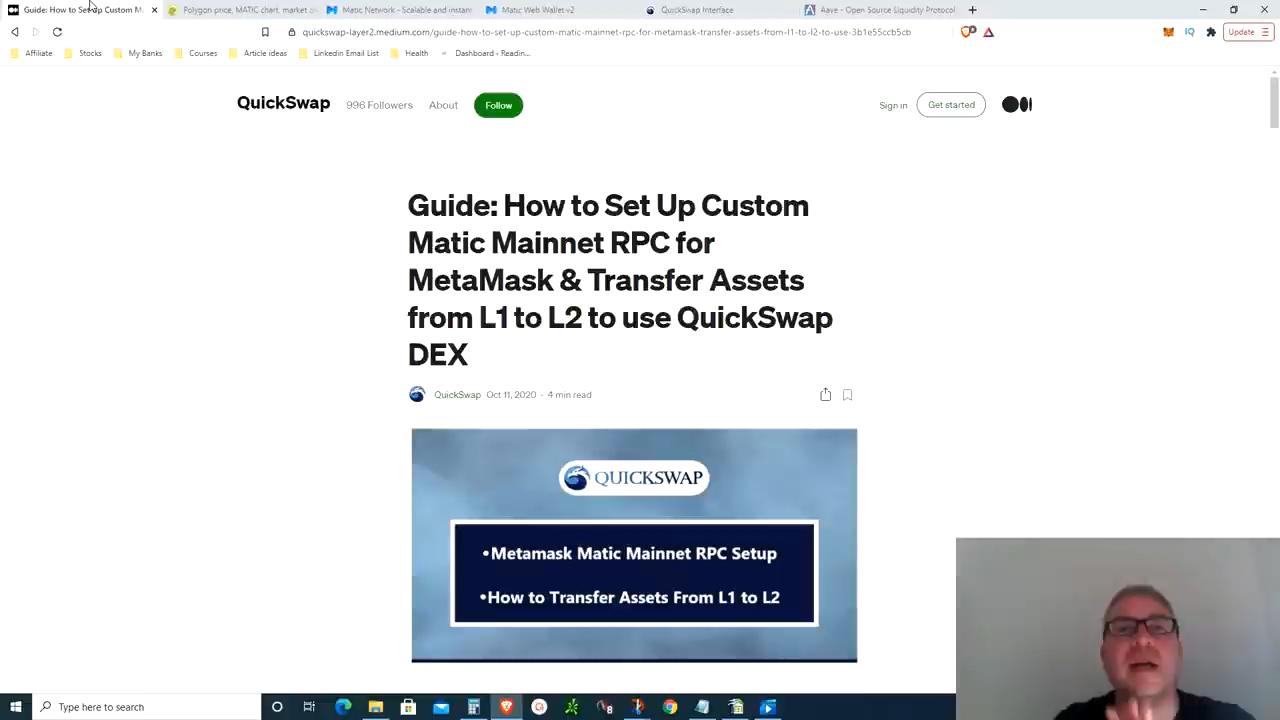 Guide: How to Set Up Custom M
Polygon price, MATIC chart, market
Matic Network - Scalable and instan
Matic Web Wallet v2
QuickSwap Interface
Aave - Open Source Liquidity Protocol
quickswap-layer2.medium.com/guide-how-to-set-up-custom-matic-mainnet-rpc-for-metamask-transfer-assets-from-l1-to-l2-to-use-3b1e55ccb5cb
Update
Affiliate
Stocks
My Banks
Courses
Article ideas
Linkedin Email List
Health
Dashboard ‹ Readin...
QuickSwap
996 Followers
About
Follow
Sign in
Get started
Guide: How to Set Up Custom
Matic Mainnet RPC for
MetaMask & Transfer Assets
from L1 to L2 to use QuickSwap
DEX
QuickSwap Oct 11, 2020 · 4 min read
QUICKSWAP
•Metamask Matic Mainnet RPC Setup
•How to Transfer Assets From L1 to L2
Type here to search